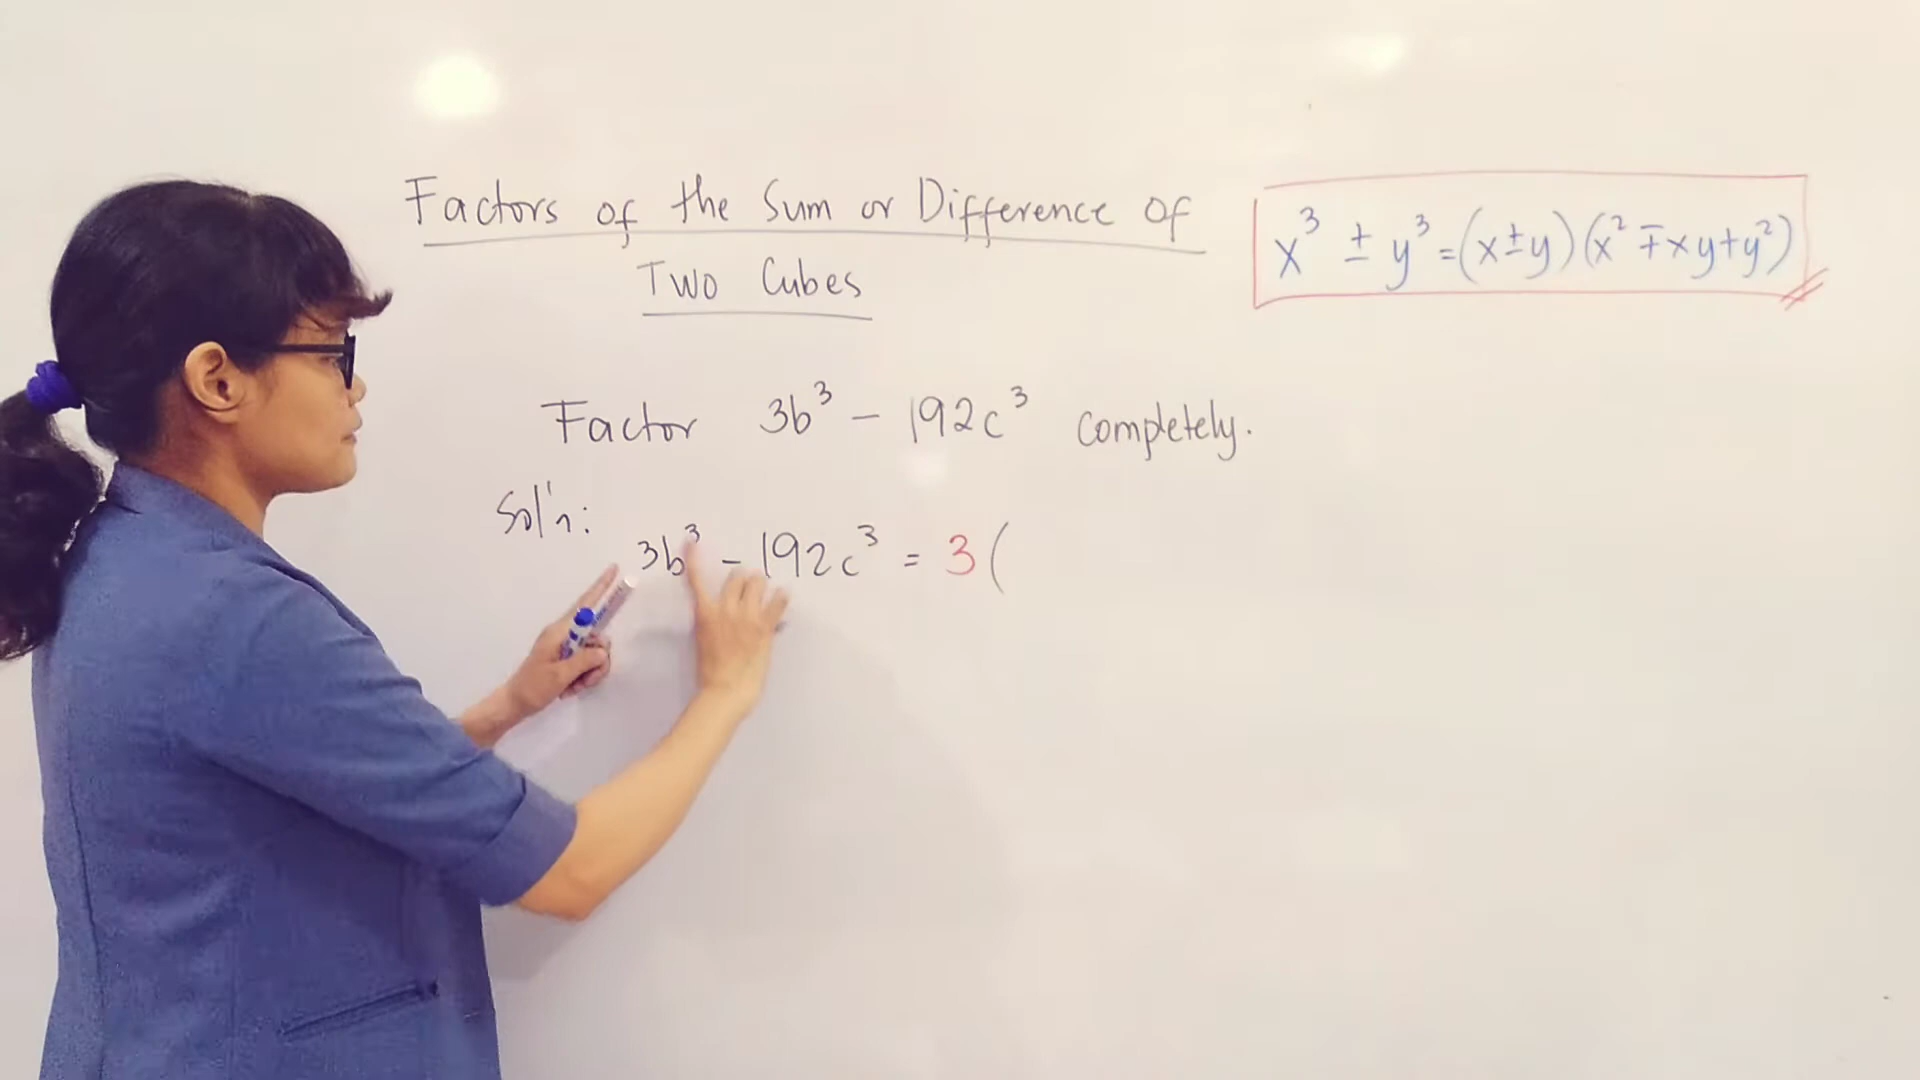 Factors of the Sum or Difference of
Two Cubes
x³ ± y³ = (x ± y)(x² ∓ xy + y²)
Factor 3b³ - 192c³ completely.
Sol'n:
3b³ - 192c³ = 3(